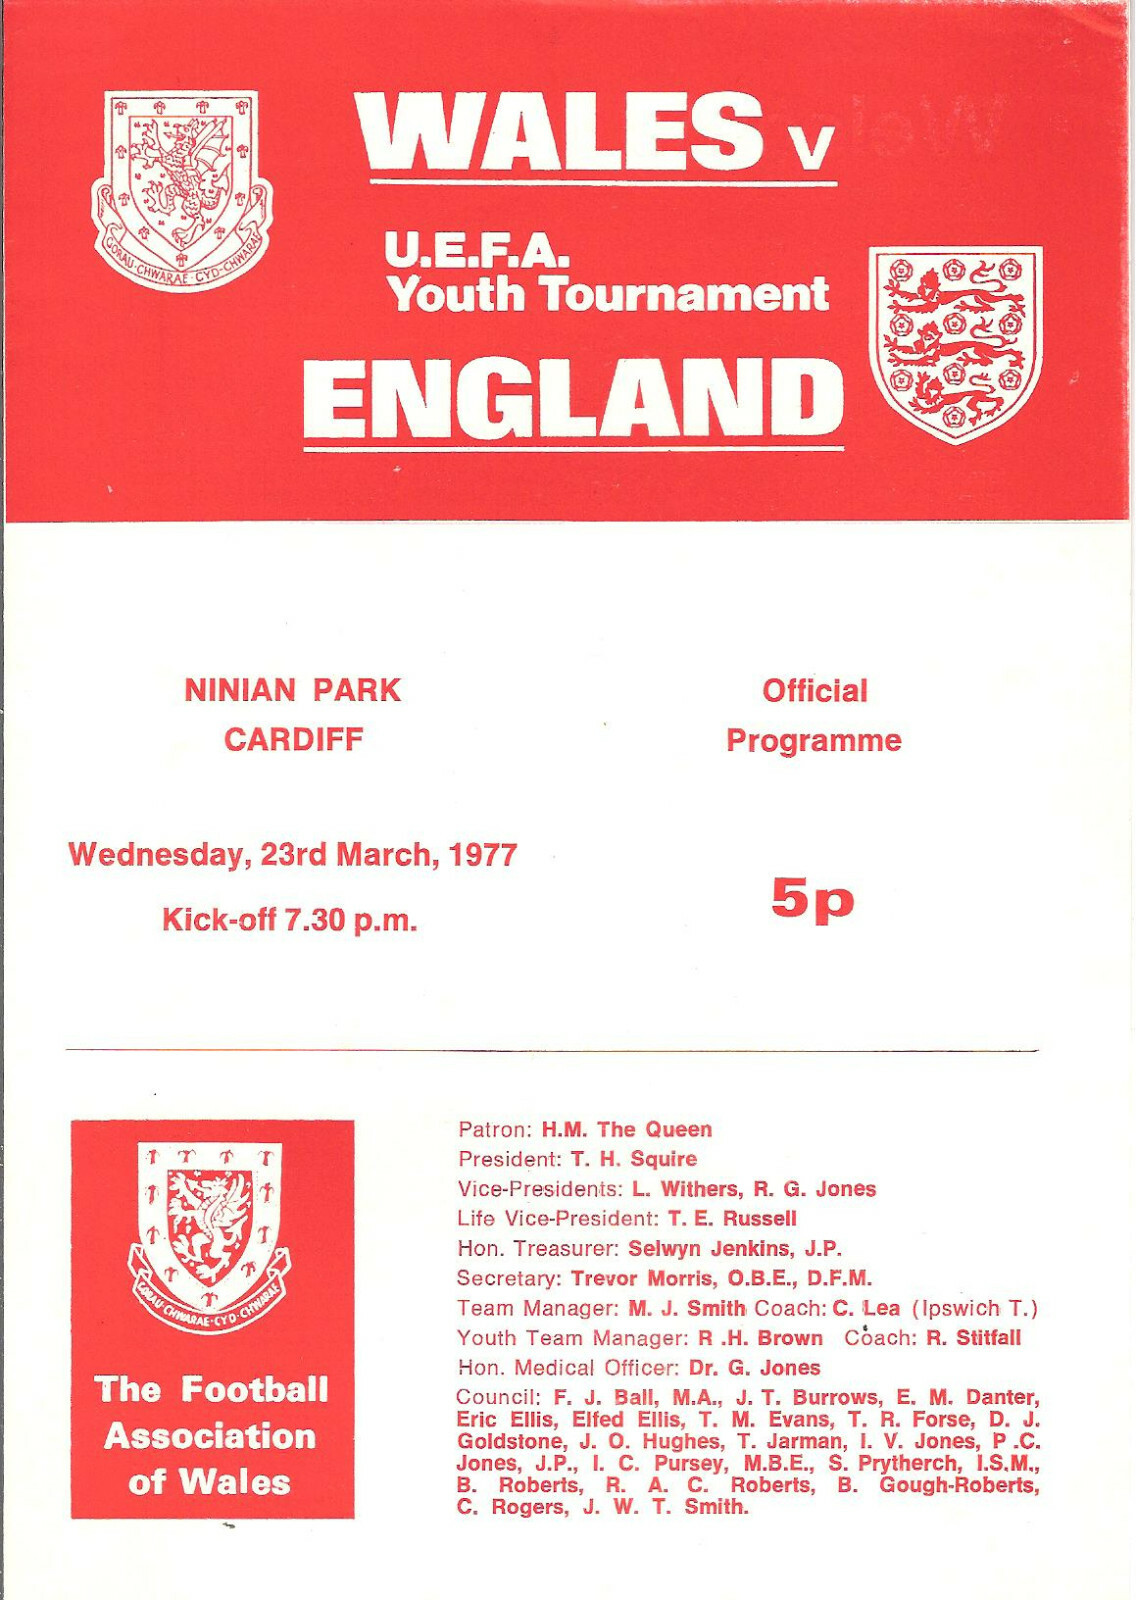 WALES v
U.E.F.A.
Youth Tournament
ENGLAND
GORAU·CHWARAE·CYD·CHWARAE
NINIAN PARK
CARDIFF
Official
Programme
Wednesday, 23rd March, 1977
Kick-off 7.30 p.m.
5p
GORAU·CHWARAE·CYD·CHWARAE
The Football
Association
of Wales
Patron: H.M. The Queen
President: T. H. Squire
Vice-Presidents: L. Withers, R. G. Jones
Life Vice-President: T. E. Russell
Hon. Treasurer: Selwyn Jenkins, J.P.
Secretary: Trevor Morris, O.B.E., D.F.M.
Team Manager: M. J. Smith Coach: C. Lea (Ipswich T.)
Youth Team Manager: R .H. Brown Coach: R. Stitfall
Hon. Medical Officer: Dr. G. Jones
Council: F. J. Ball, M.A., J. T. Burrows, E. M. Danter,
Eric Ellis, Elfed Ellis, T. M. Evans, T. R. Forse, D. J.
Goldstone, J. O. Hughes, T. Jarman, I. V. Jones, P .C.
Jones, J.P., I. C. Pursey, M.B.E., S. Prytherch, I.S.M.,
B. Roberts, R. A. C. Roberts, B. Gough-Roberts,
C. Rogers, J. W. T. Smith.